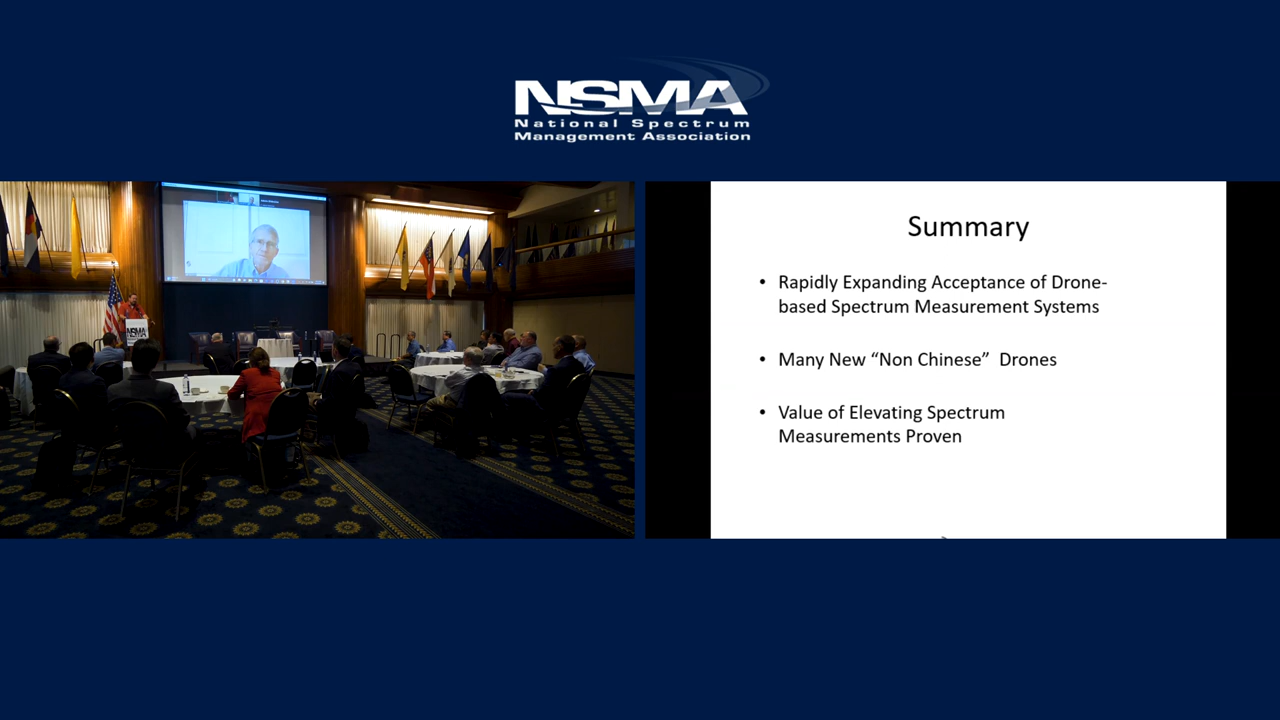 NSMA
National Spectrum
Management Association
NSMA
Summary
• Rapidly Expanding Acceptance of Drone-
based Spectrum Measurement Systems
• Many New “Non Chinese” Drones
• Value of Elevating Spectrum
Measurements Proven